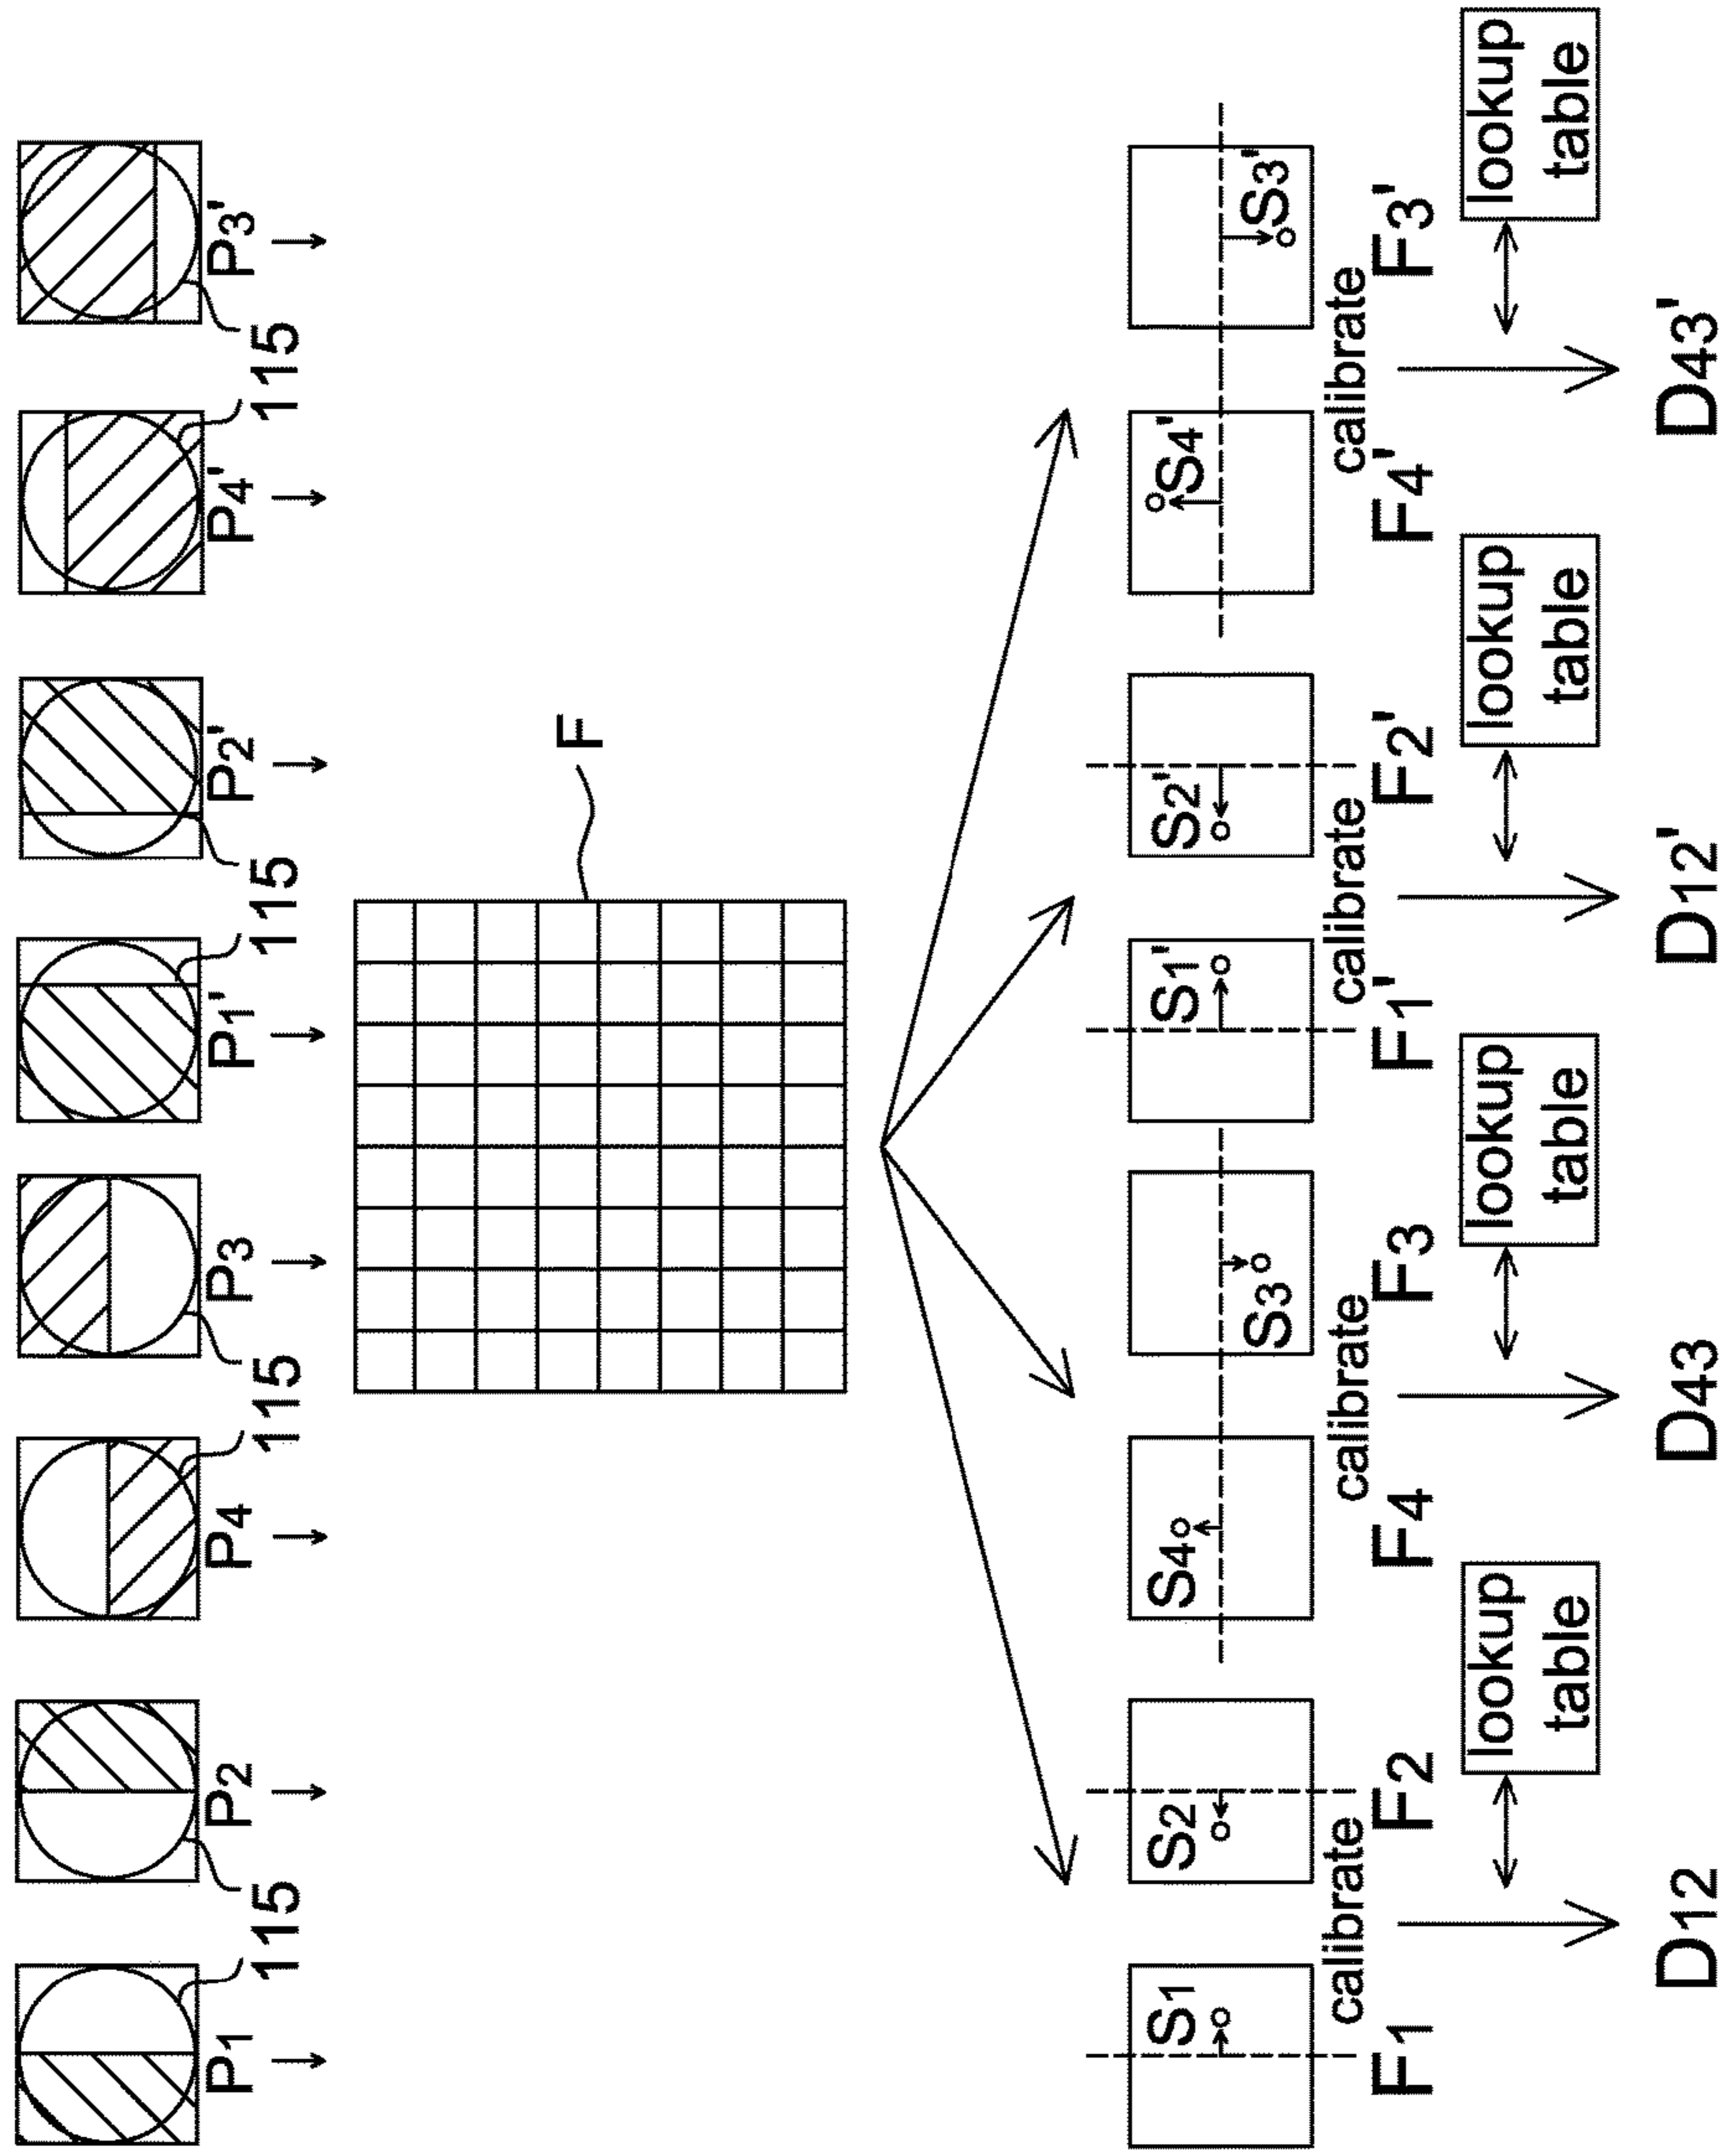 P1 P2 P4 P3 P1' P2' P4' P3'
115 115 115 115 115 115 115 115
F
S1 S2 S4 S3 S1' S2' S4' S3'
calibrate calibrate calibrate calibrate
F1 F2 F4 F3 F1' F2' F4' F3'
lookup lookup lookup lookup
table table table table
D12 D43 D12' D43'